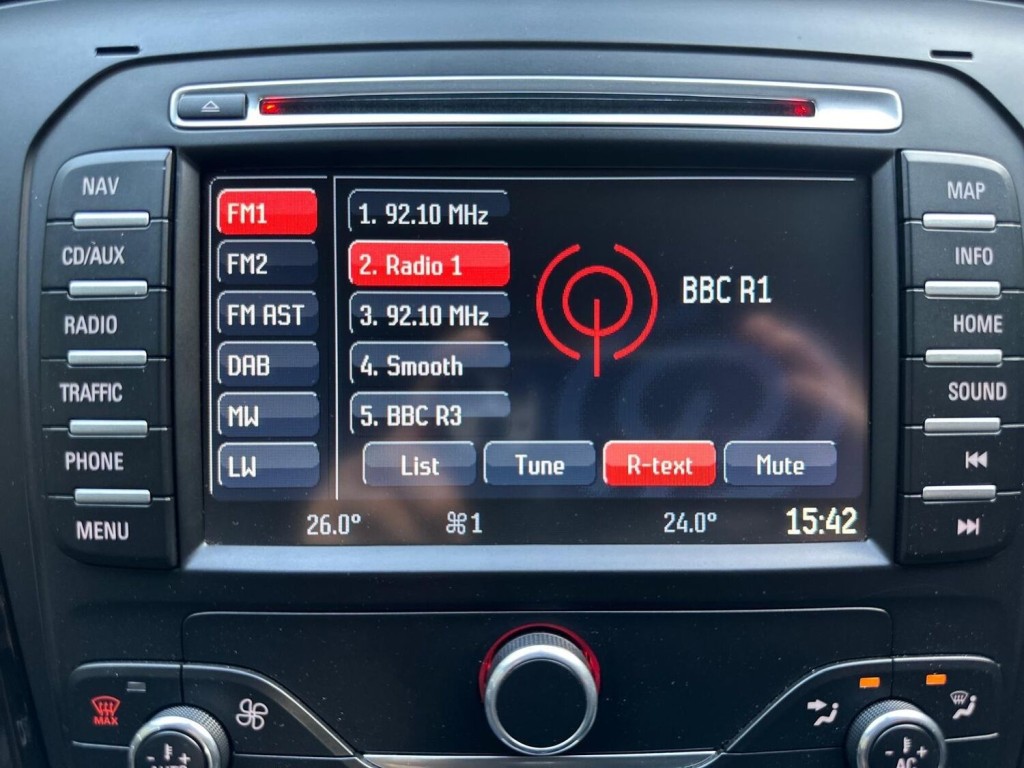 NAV
CD/AUX
RADIO
TRAFFIC
PHONE
MENU
FM1
FM2
FM AST
DAB
MW
LW
1. 92.10 MHz
2. Radio 1
3. 92.10 MHz
4. Smooth
5. BBC R3
BBC R1
List Tune R-text Mute
26.0° ⌘1 24.0° 15:42
MAP
INFO
HOME
SOUND
MAX
- +
AUTO
- +
AC